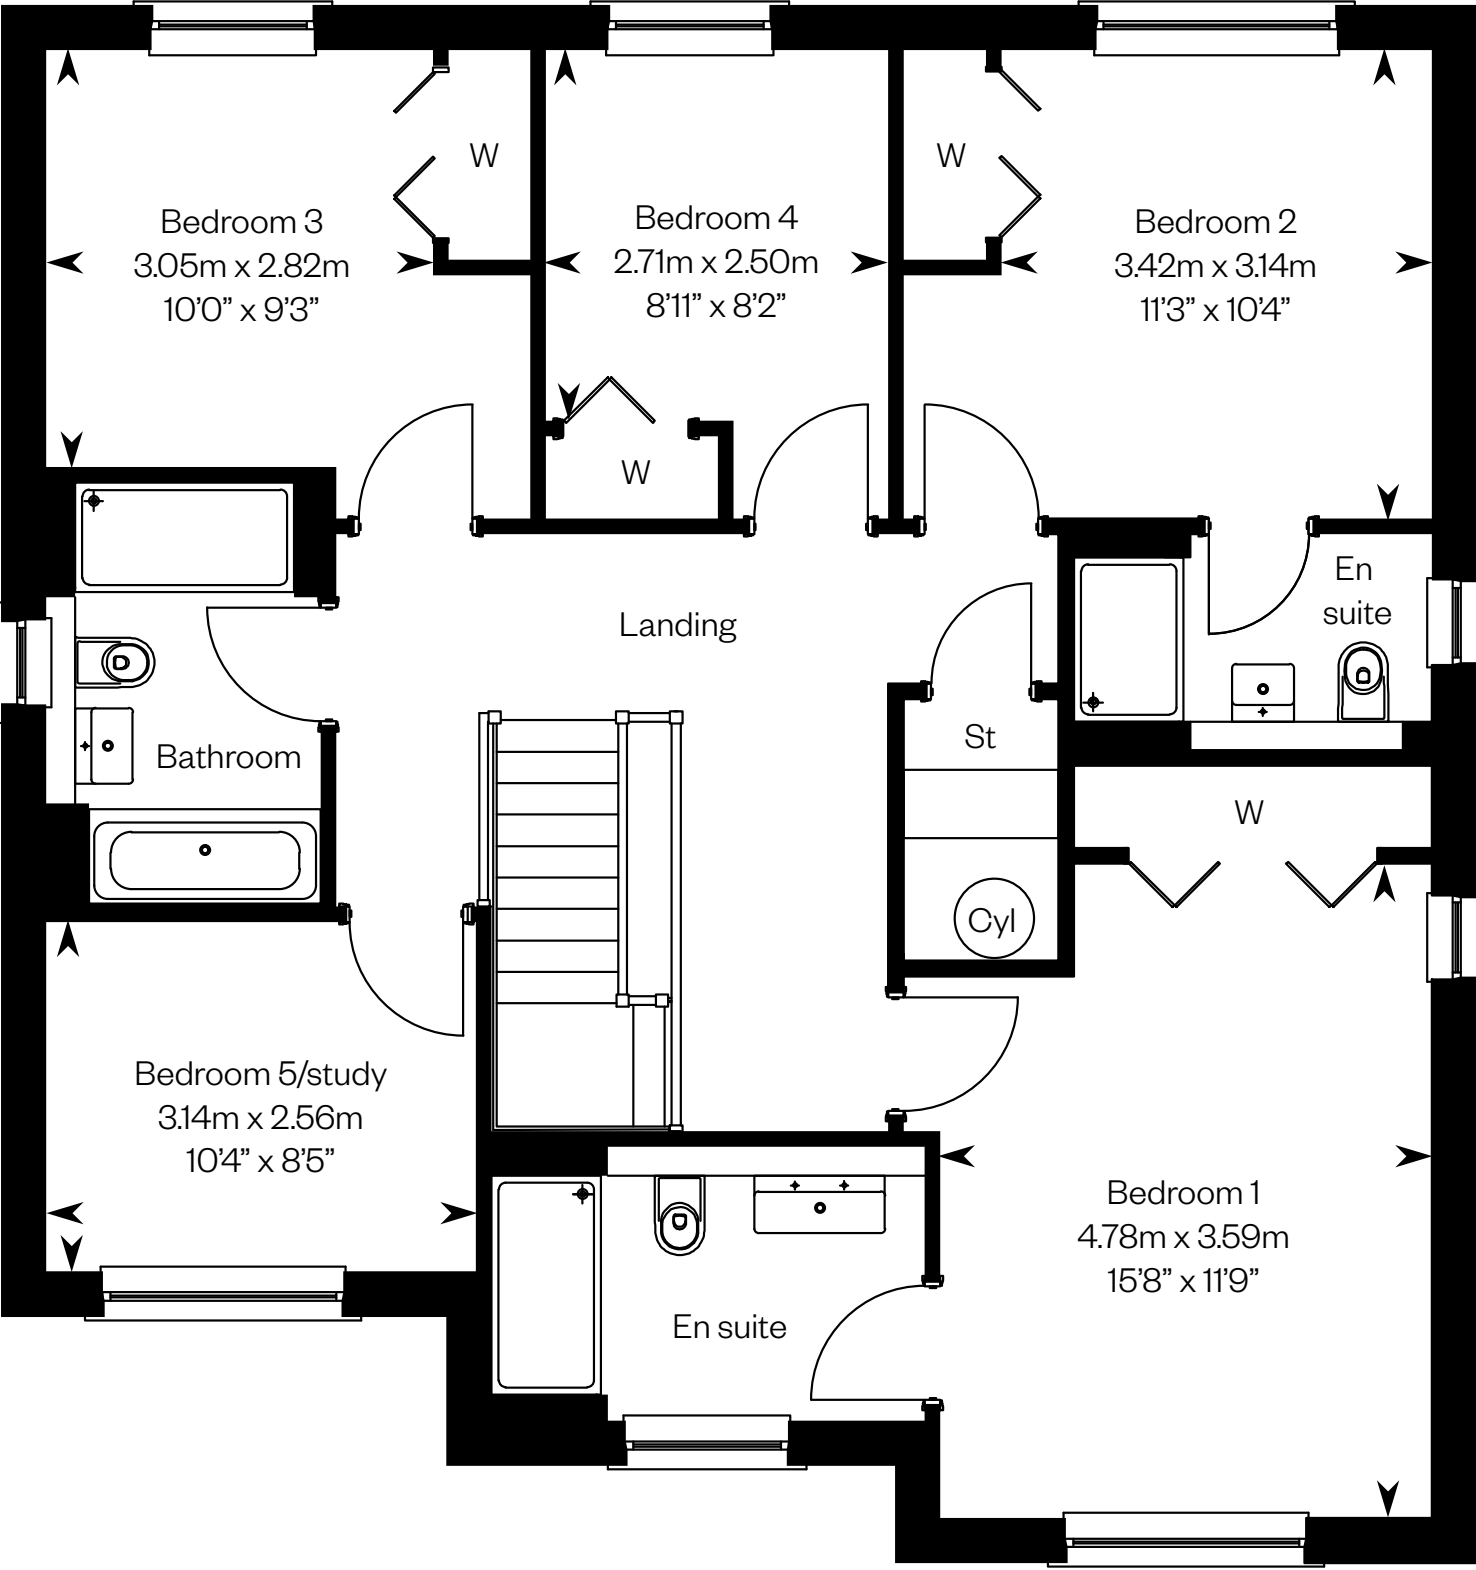 W
W
Bedroom 3
3.05m x 2.82m
10’0” x 9’3”
Bedroom 4
2.71m x 2.50m
8’11” x 8’2”
Bedroom 2
3.42m x 3.14m
11’3” x 10’4”
W
En
suite
Landing
St
Bathroom
W
Cyl
Bedroom 5/study
3.14m x 2.56m
10’4” x 8’5”
Bedroom 1
4.78m x 3.59m
15’8” x 11’9”
En suite